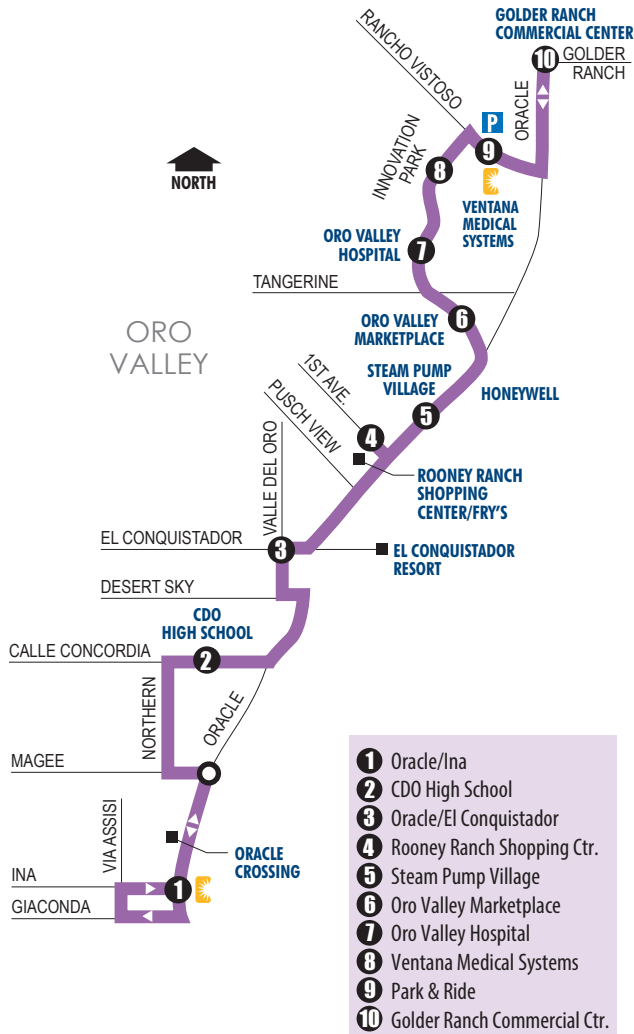 GOLDER RANCH
COMMERCIAL CENTER
10
GOLDER
RANCH
RANCHO VISTOSO
ORACLE
P
INNOVATION
PARK
9
8
NORTH
VENTANA
MEDICAL
SYSTEMS
ORO VALLEY
HOSPITAL
7
TANGERINE
ORO VALLEY
MARKETPLACE
6
ORO
VALLEY
1ST AVE.
STEAM PUMP
VILLAGE
HONEYWELL
5
PUSCH VIEW
4
VALLE DEL ORO
ROONEY RANCH
SHOPPING
CENTER/FRY'S
EL CONQUISTADOR
3
EL CONQUISTADOR
RESORT
DESERT SKY
CDO
HIGH SCHOOL
CALLE CONCORDIA
2
NORTHERN
ORACLE
MAGEE
VIA ASSISI
ORACLE
CROSSING
INA
1
GIACONDA
1 Oracle/Ina
2 CDO High School
3 Oracle/El Conquistador
4 Rooney Ranch Shopping Ctr.
5 Steam Pump Village
6 Oro Valley Marketplace
7 Oro Valley Hospital
8 Ventana Medical Systems
9 Park & Ride
10 Golder Ranch Commercial Ctr.